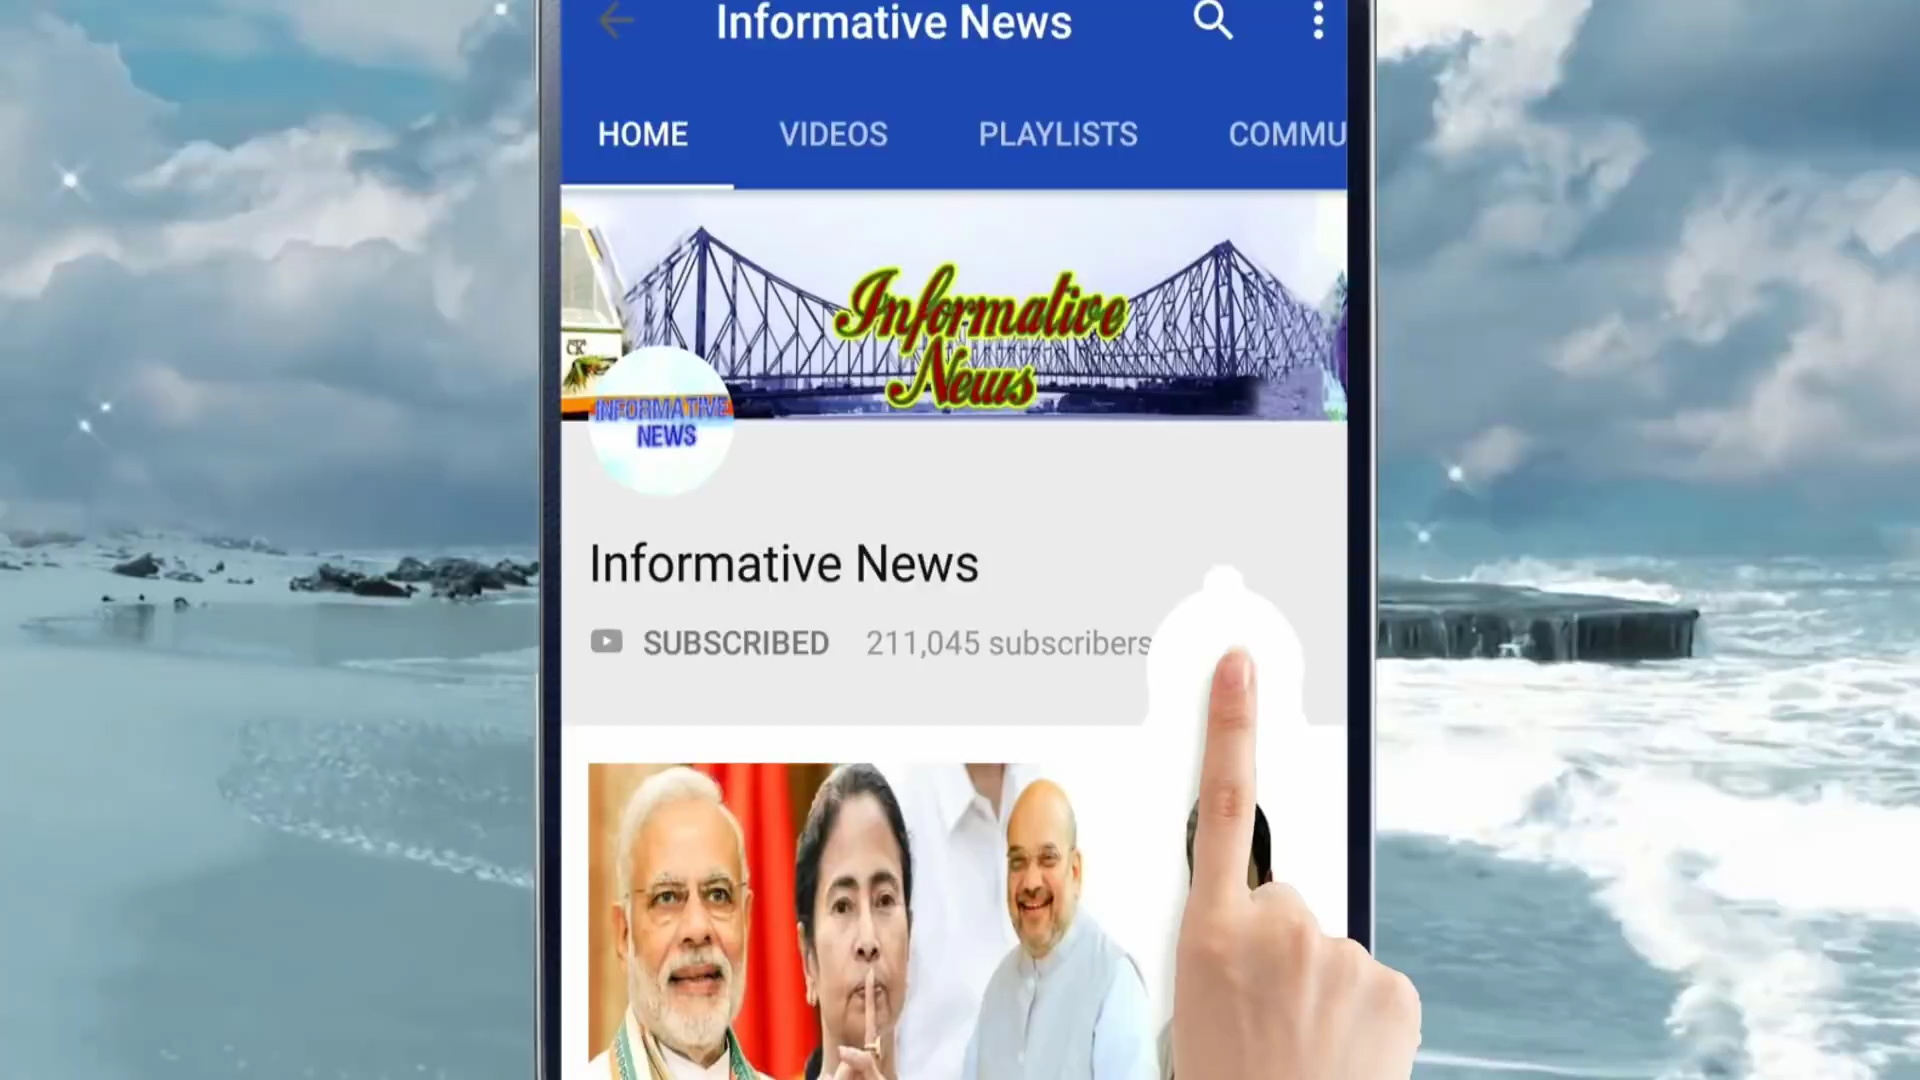 Informative News
HOME VIDEOS PLAYLISTS COMMU
Informative
News
INFORMATIVE
NEWS
Informative News
SUBSCRIBED 211,045 subscribers